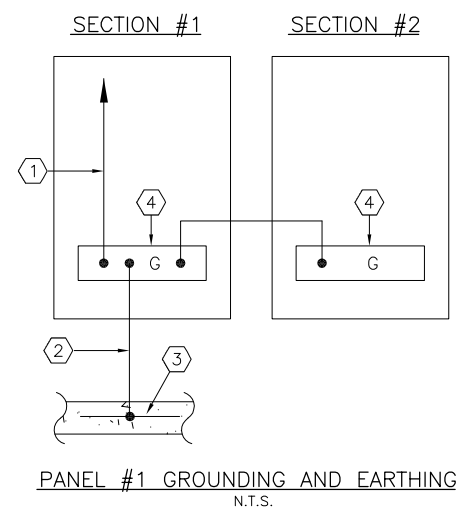 SECTION #1
SECTION #2
1
4
4
G
G
2
3
PANEL #1 GROUNDING AND EARTHING
N.T.S.